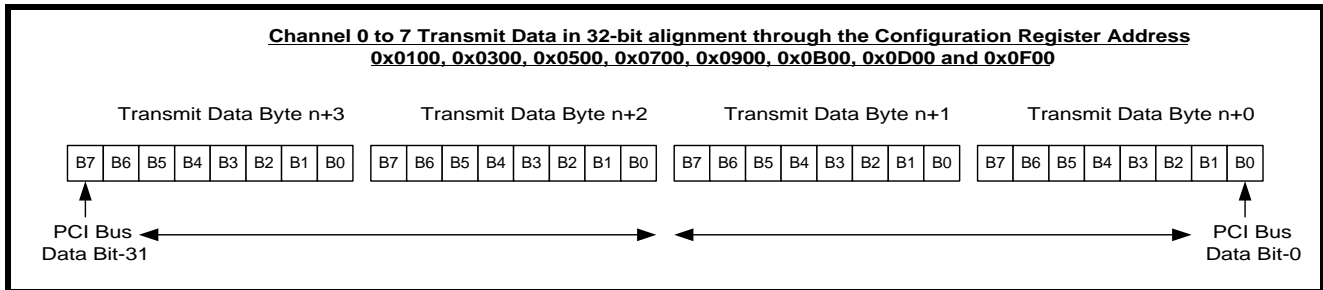 Channel 0 to 7 Transmit Data in 32-bit alignment through the Configuration Register Address
0x0100, 0x0300, 0x0500, 0x0700, 0x0900, 0x0B00, 0x0D00 and 0x0F00
Transmit Data Byte n+3 Transmit Data Byte n+2 Transmit Data Byte n+1 Transmit Data Byte n+0
B7 B6 B5 B4 B3 B2 B1 B0 B7 B6 B5 B4 B3 B2 B1 B0 B7 B6 B5 B4 B3 B2 B1 B0 B7 B6 B5 B4 B3 B2 B1 B0
PCI Bus PCI Bus
Data Bit-31 Data Bit-0